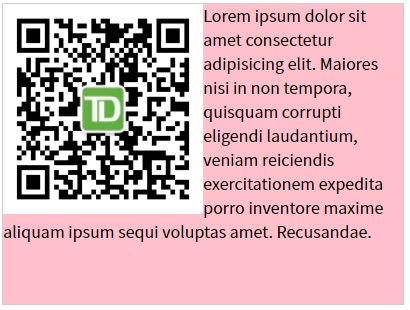 TD
Lorem ipsum dolor sit
amet consectetur
adipisicing elit. Maiores
nisi in non tempora,
quisquam corrupti
eligendi laudantium,
veniam reiciendis
exercitationem expedita
porro inventore maxime
aliquam ipsum sequi voluptas amet. Recusandae.